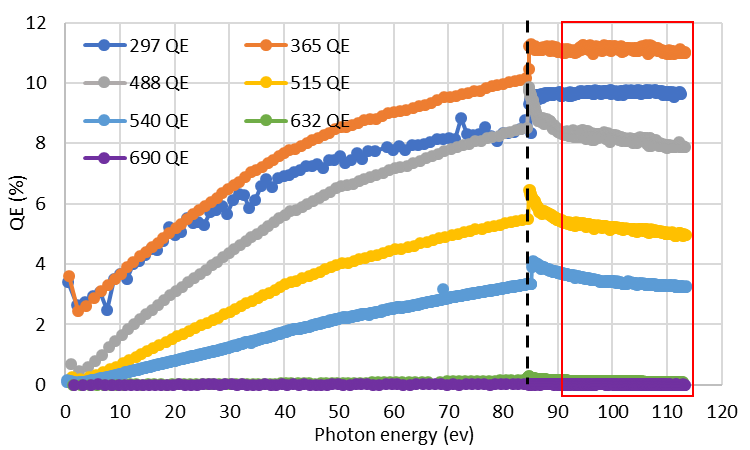 12
10
8
6
4
2
0
QE (%)
297 QE 365 QE
488 QE 515 QE
540 QE 632 QE
690 QE
0 10 20 30 40 50 60 70 80 90 100 110 120
Photon energy (ev)